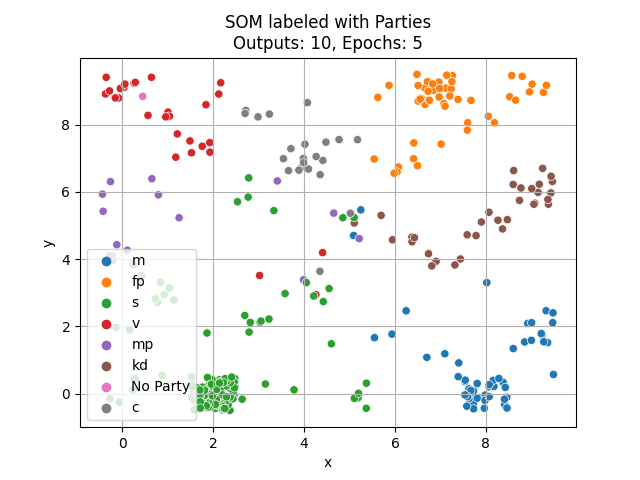 SOM labeled with Parties
Outputs: 10, Epochs: 5
y
8
6
4
2
0
m
fp
s
v
mp
kd
No Party
c
0 2 4 6 8
x